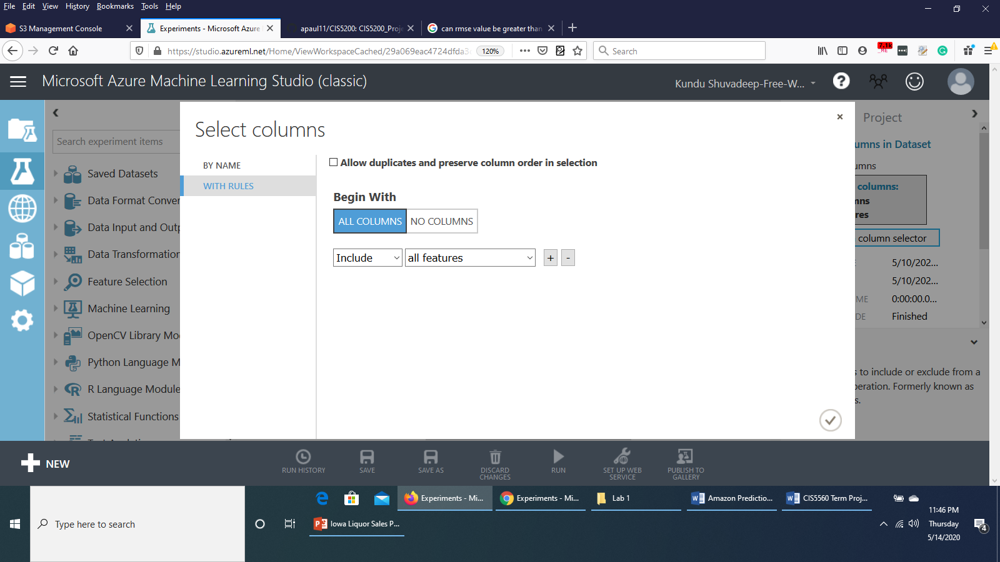 File Edit View History Bookmarks Tools Help
S3 Management Console
Experiments - Microsoft Azure
apaul11/CIS5200: CIS5200_Proje
can rmse value be greater than
https://studio.azureml.net/Home/ViewWorkspaceCached/29a069eac4724dfda3
120%
Search
7.1k
ME
Microsoft Azure Machine Learning Studio (classic)
Kundu Shuvadeep-Free-W...
Search experiment items
Saved Datasets
Data Format Conver
Data Input and Outp
Data Transformation
Feature Selection
Machine Learning
OpenCV Library Mo
Python Language M
R Language Module
Statistical Functions
Select columns
BY NAME
WITH RULES
Allow duplicates and preserve column order in selection
Begin With
ALL COLUMNS NO COLUMNS
Include all features + -
Project
umns in Dataset
umns
columns:
nns
res
column selector
5/10/202...
5/10/202...
ME 0:00:00.0...
DE Finished
s to include or exclude from a
peration. Formerly known as
s.
NEW
RUN HISTORY
SAVE
SAVE AS
DISCARD
CHANGES
RUN
SET UP WEB
SERVICE
PUBLISH TO
GALLERY
Experiments - Mi...
Experiments - Mi...
Lab 1
Amazon Predictio...
CIS5560 Term Proj...
Type here to search
Iowa Liquor Sales P...
11:46 PM
Thursday
5/14/2020
4